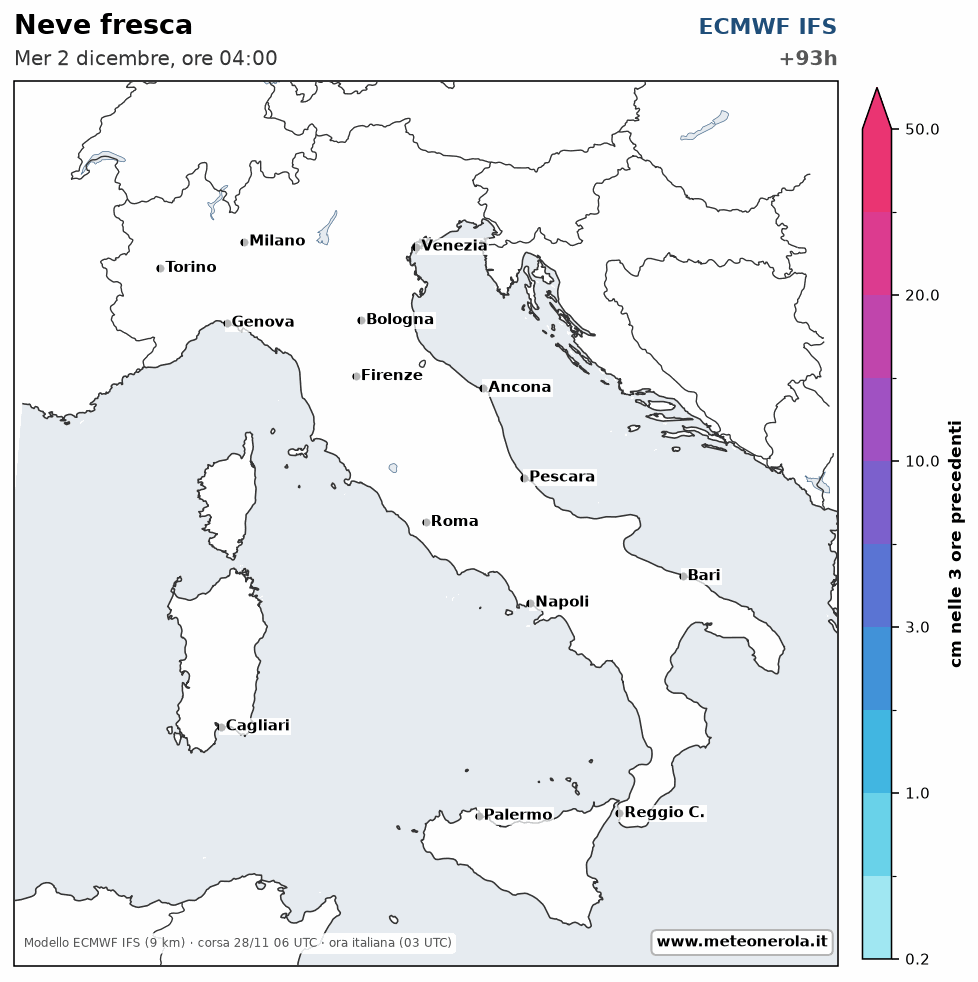 Neve fresca
ECMWF IFS
Mer 2 dicembre, ore 04:00
+93h
50.0
20.0
10.0
3.0
1.0
0.2
cm nelle 3 ore precedenti
Milano
Venezia
Torino
Genova
Bologna
Firenze
Ancona
Pescara
Roma
Bari
Napoli
Cagliari
Palermo
Reggio C.
Modello ECMWF IFS (9 km) · corsa 28/11 06 UTC · ora italiana (03 UTC)
www.meteonerola.it